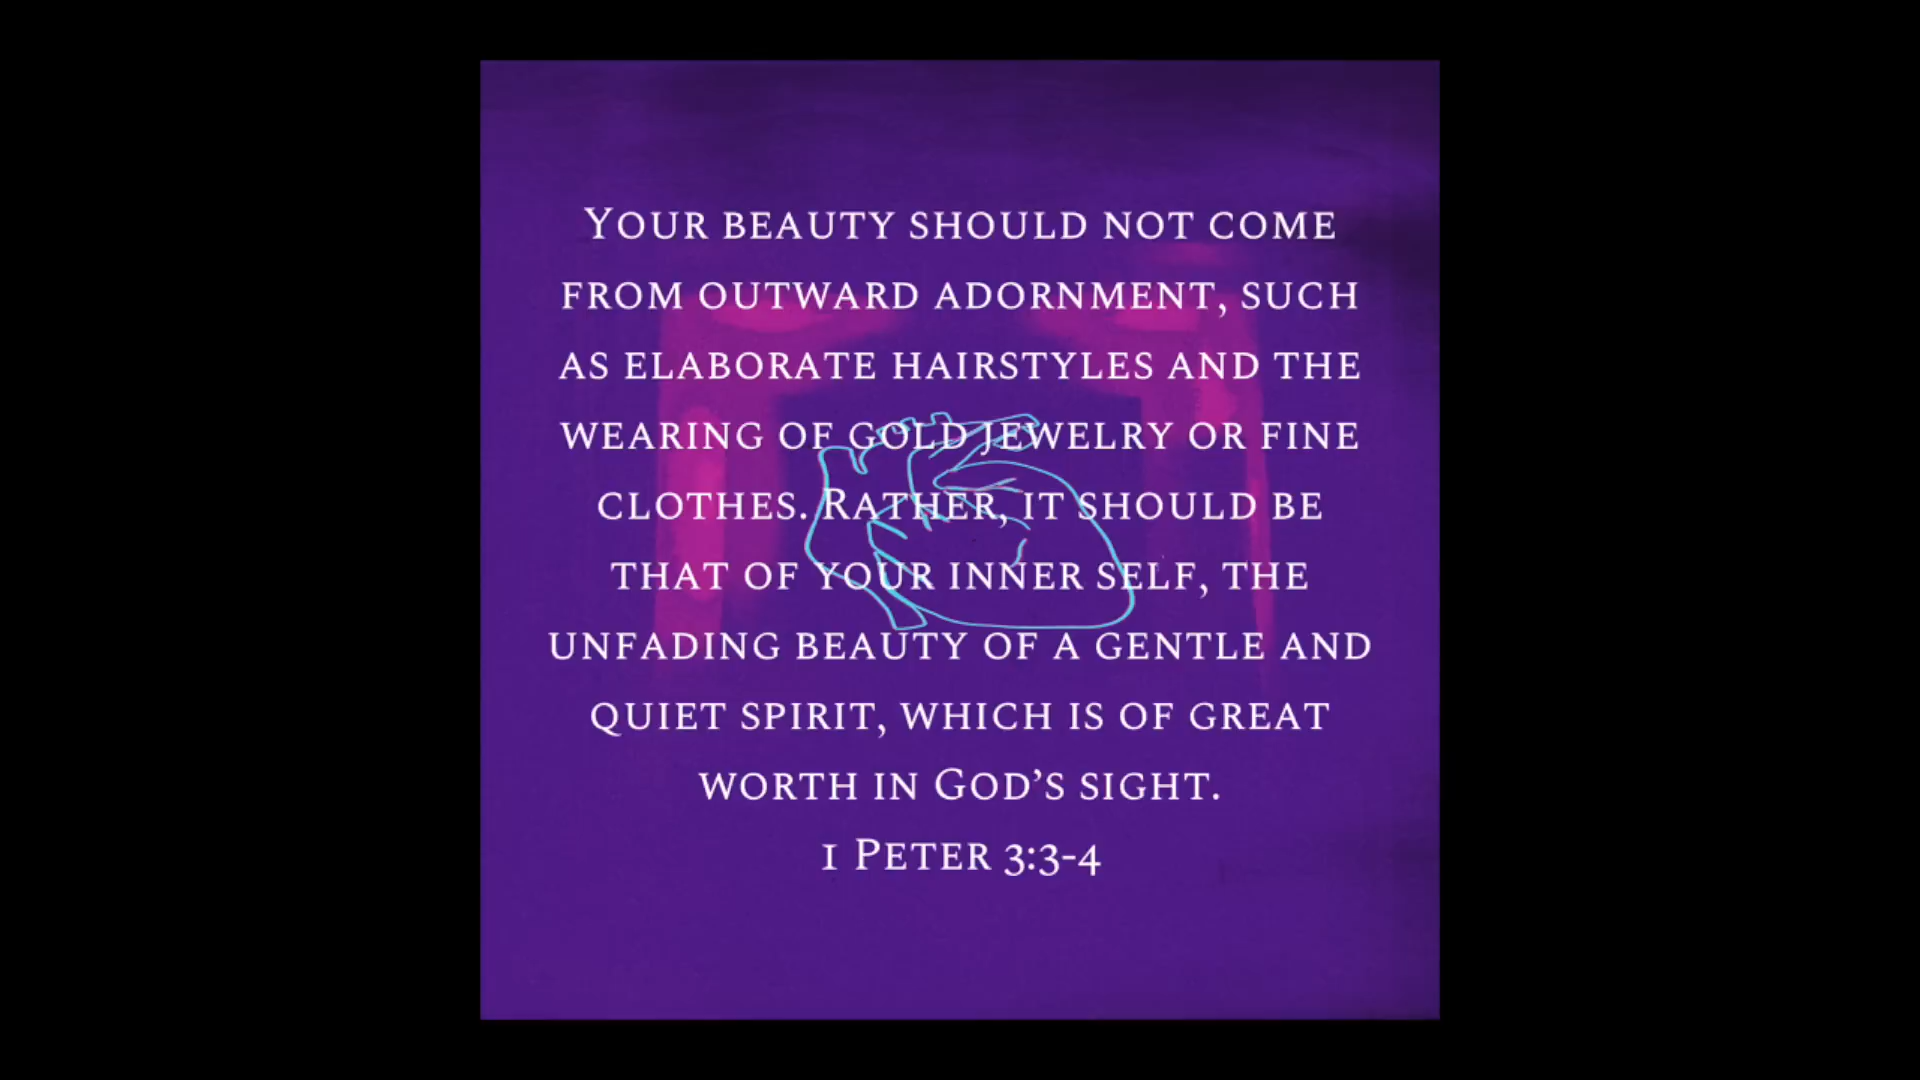 Your beauty should not come
from outward adornment, such
as elaborate hairstyles and the
wearing of gold jewelry or fine
clothes. Rather, it should be
that of your inner self, the
unfading beauty of a gentle and
quiet spirit, which is of great
worth in God’s sight.
1 Peter 3:3-4